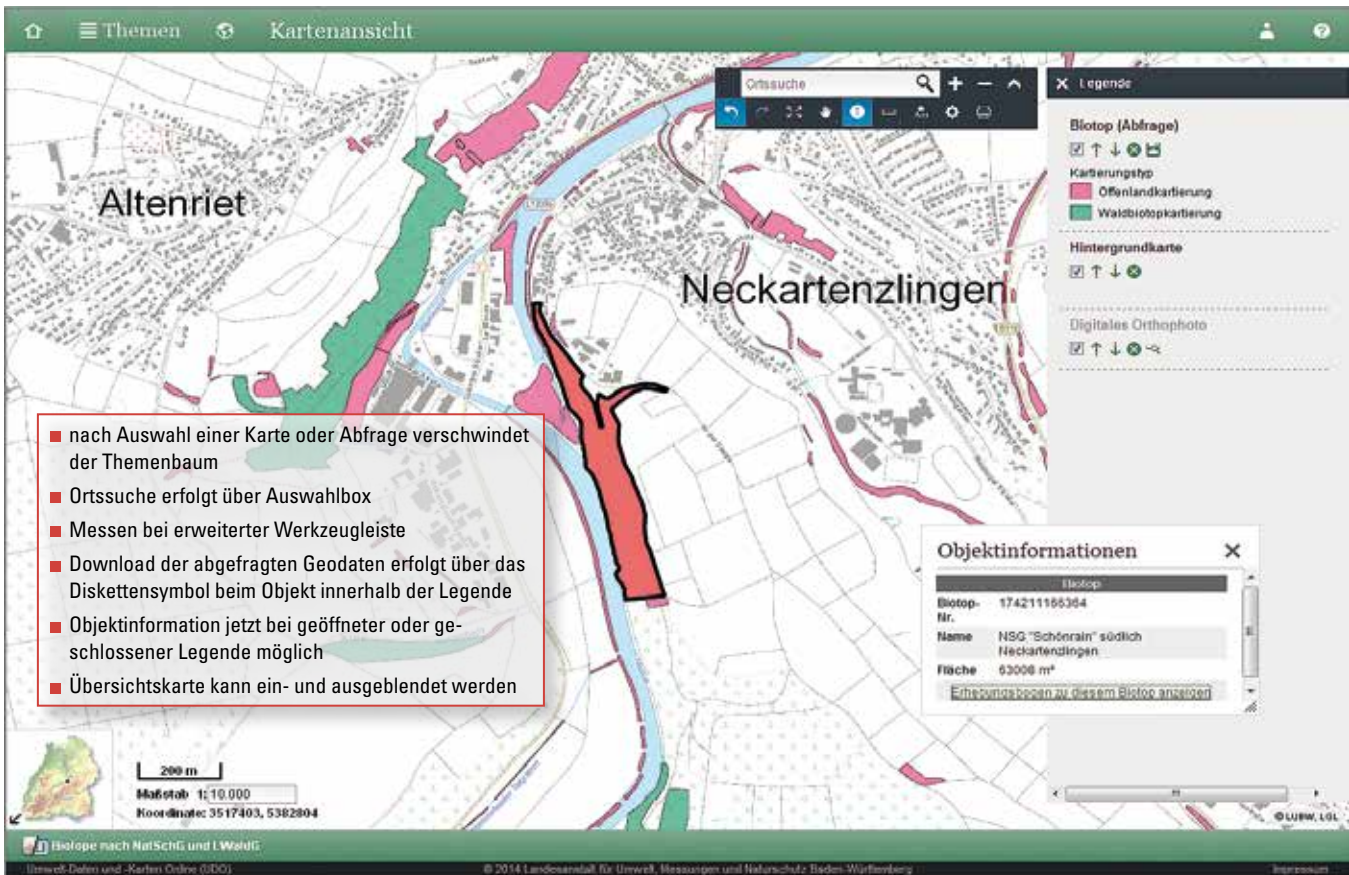 Themen
Kartenansicht
Ortssuche
Legende
Biotop (Abfrage)
Kartierungstyp
Offenlandkartierung
Waldbiotopkartierung
Hintergrundkarte
Digitales Orthophoto
Altenriet
Neckartenzlingen
nach Auswahl einer Karte oder Abfrage verschwindet
der Themenbaum
Ortssuche erfolgt über Auswahlbox
Messen bei erweiterter Werkzeugleiste
Download der abgefragten Geodaten erfolgt über das
Diskettensymbol beim Objekt innerhalb der Legende
Objektinformation jetzt bei geöffneter oder ge-
schlossener Legende möglich
Übersichtskarte kann ein- und ausgeblendet werden
Objektinformationen
Biotop
Biotop-
Nr.
174211166364
Name
NSG "Schönrain" südlich
Neckartenzlingen
Fläche
63008 m²
Erhebungsbogen zu diesem Biotop anzeigen
200 m
Maßstab 1: 10.000
Koordinate: 3517403, 5382804
© LUBW, LGL
Biotope nach NatSchG und LWaldG
Umwelt-Daten und -Karten Online (UDO)
© 2014 Landesanstalt für Umwelt, Messungen und Naturschutz Baden-Württemberg
Impressum